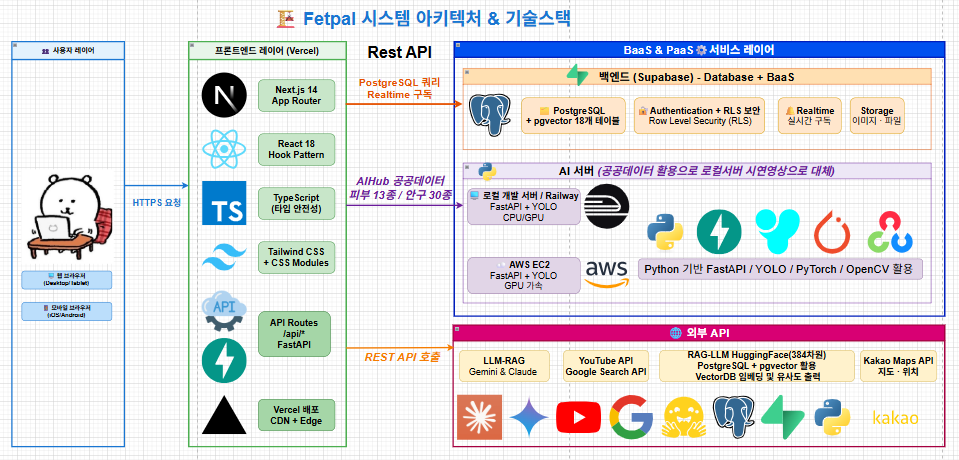 Fetpal 시스템 아키텍처 & 기술스택
사용자 레이어
HTTPS 요청
웹 브라우저
(Desktop/Tablet)
모바일 브라우저
(iOS/Android)
프론트엔드 레이어 (Vercel)
Next.js 14
App Router
React 18
Hook Pattern
TS
TypeScript
(타입 안전성)
Tailwind CSS
+ CSS Modules
API
API Routes
/api/*
FastAPI
Vercel 배포
CDN + Edge
Rest API
PostgreSQL 쿼리
Realtime 구독
AIHub 공공데이터
피부 13종 / 안구 30종
REST API 호출
BaaS & PaaS 서비스 레이어
백엔드 (Supabase) - Database + BaaS
PostgreSQL
+ pgvector 18개 테이블
Authentication + RLS 보안
Row Level Security (RLS)
Realtime
실시간 구독
Storage
이미지 · 파일
AI 서버 (공공데이터 활용으로 로컬서버 시연영상으로 대체)
로컬 개발 서버 / Railway
FastAPI + YOLO
CPU/GPU
AWS EC2
FastAPI + YOLO
GPU 가속
aws
Python 기반 FastAPI / YOLO / PyTorch / OpenCV 활용
외부 API
LLM-RAG
Gemini & Claude
YouTube API
Google Search API
RAG-LLM HuggingFace(384차원)
PostgreSQL + pgvector 활용
VectorDB 임베딩 및 유사도 출력
Kakao Maps API
지도 · 위치
kakao